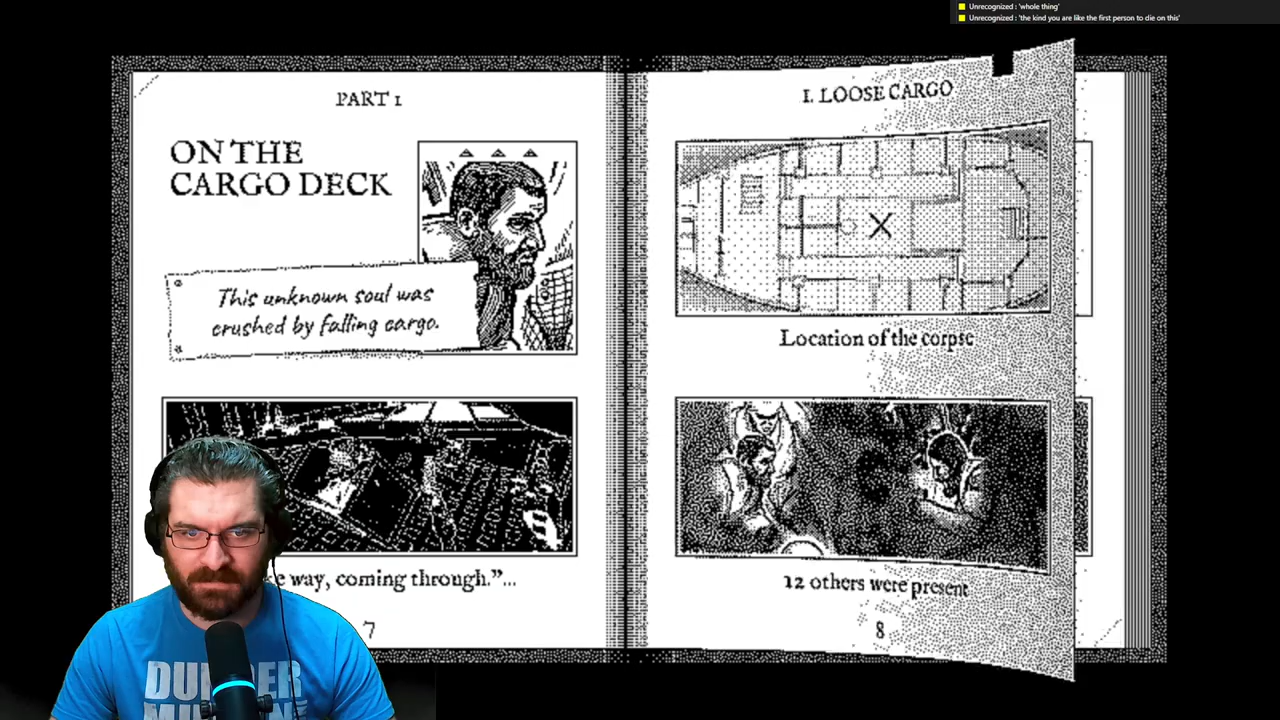 Unrecognized : 'whole thing'
Unrecognized : 'the kind you are like the first person to die on this'
PART 1
ON THE
CARGO DECK
This unknown soul was
crushed by falling cargo.
way, coming through."...
7
I. LOOSE CARGO
X
Location of the corpse
12 others were present
8